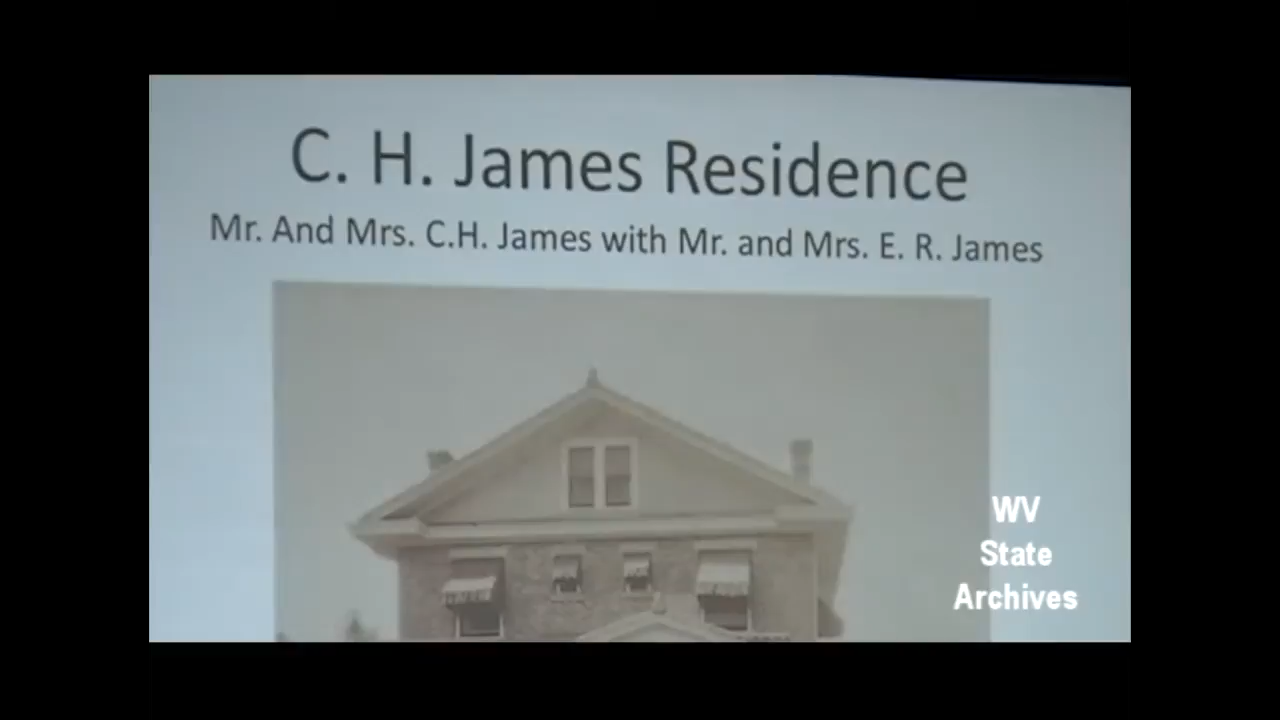 C. H. James Residence
Mr. And Mrs. C.H. James with Mr. and Mrs. E. R. James
WV
State
Archives